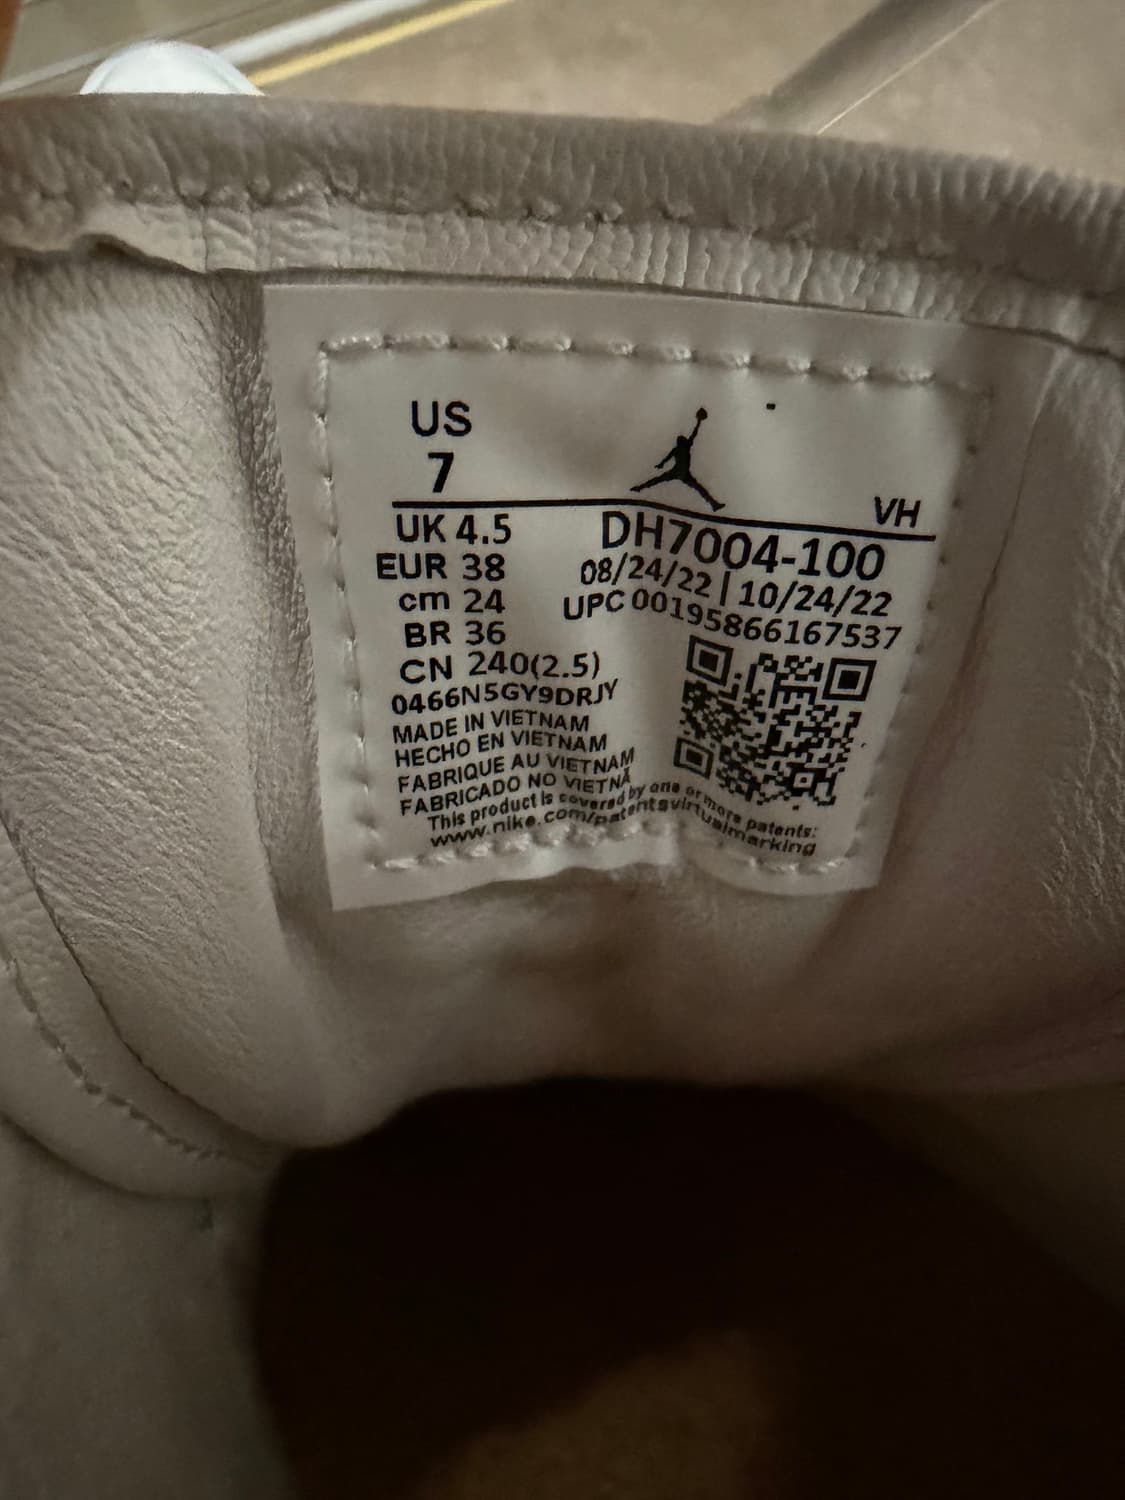 US
7
VH
UK 4.5
EUR 38
cm 24
BR 36
CN 240(2.5)
DH7004-100
08/24/22 | 10/24/22
UPC 00195866167537
0466N5GY9DRJY
MADE IN VIETNAM
HECHO EN VIETNAM
FABRIQUE AU VIETNAM
FABRICADO NO VIETNÃ
This product is covered by one or more patents:
www.nike.com/patentsvirtualmarking